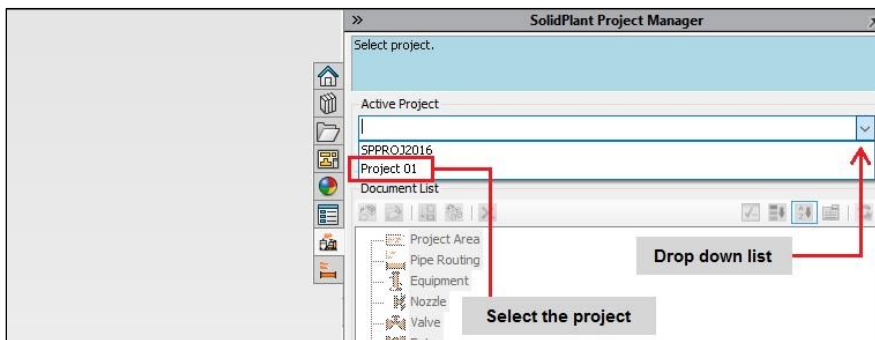 SolidPlant Project Manager
Select project.
Active Project
SPPROJ2016
Project 01
Document List
Project Area
Pipe Routing
Equipment
Nozzle
Valve
Drop down list
Select the project